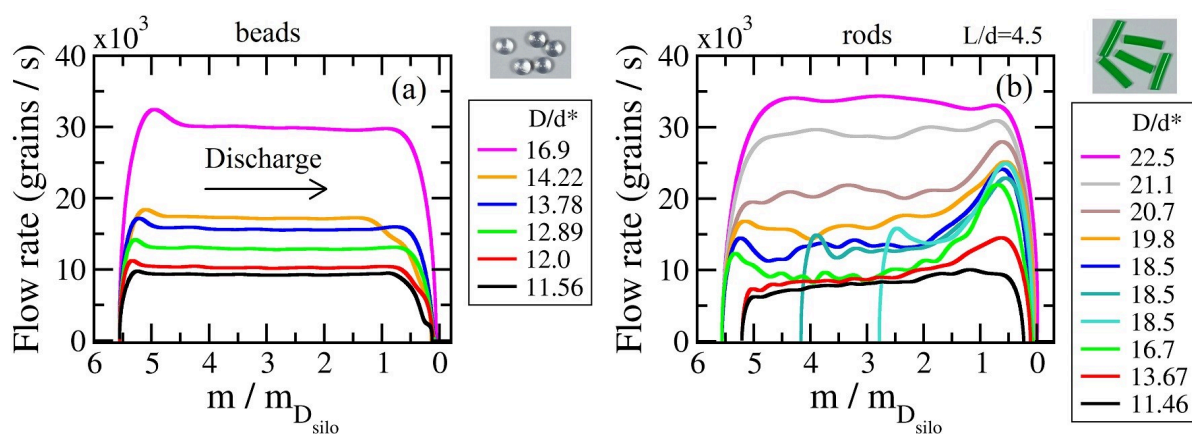 x10³
beads
(a)
Flow rate (grains / s)
40
30
20
10
0
Discharge
6 5 4 3 2 1 0
m / m_D_silo
D/d*
16.9
14.22
13.78
12.89
12.0
11.56
x10³
rods
L/d=4.5
(b)
Flow rate (grains / s)
40
30
20
10
0
6 5 4 3 2 1 0
m / m_D_silo
D/d*
22.5
21.1
20.7
19.8
18.5
18.5
18.5
16.7
13.67
11.46